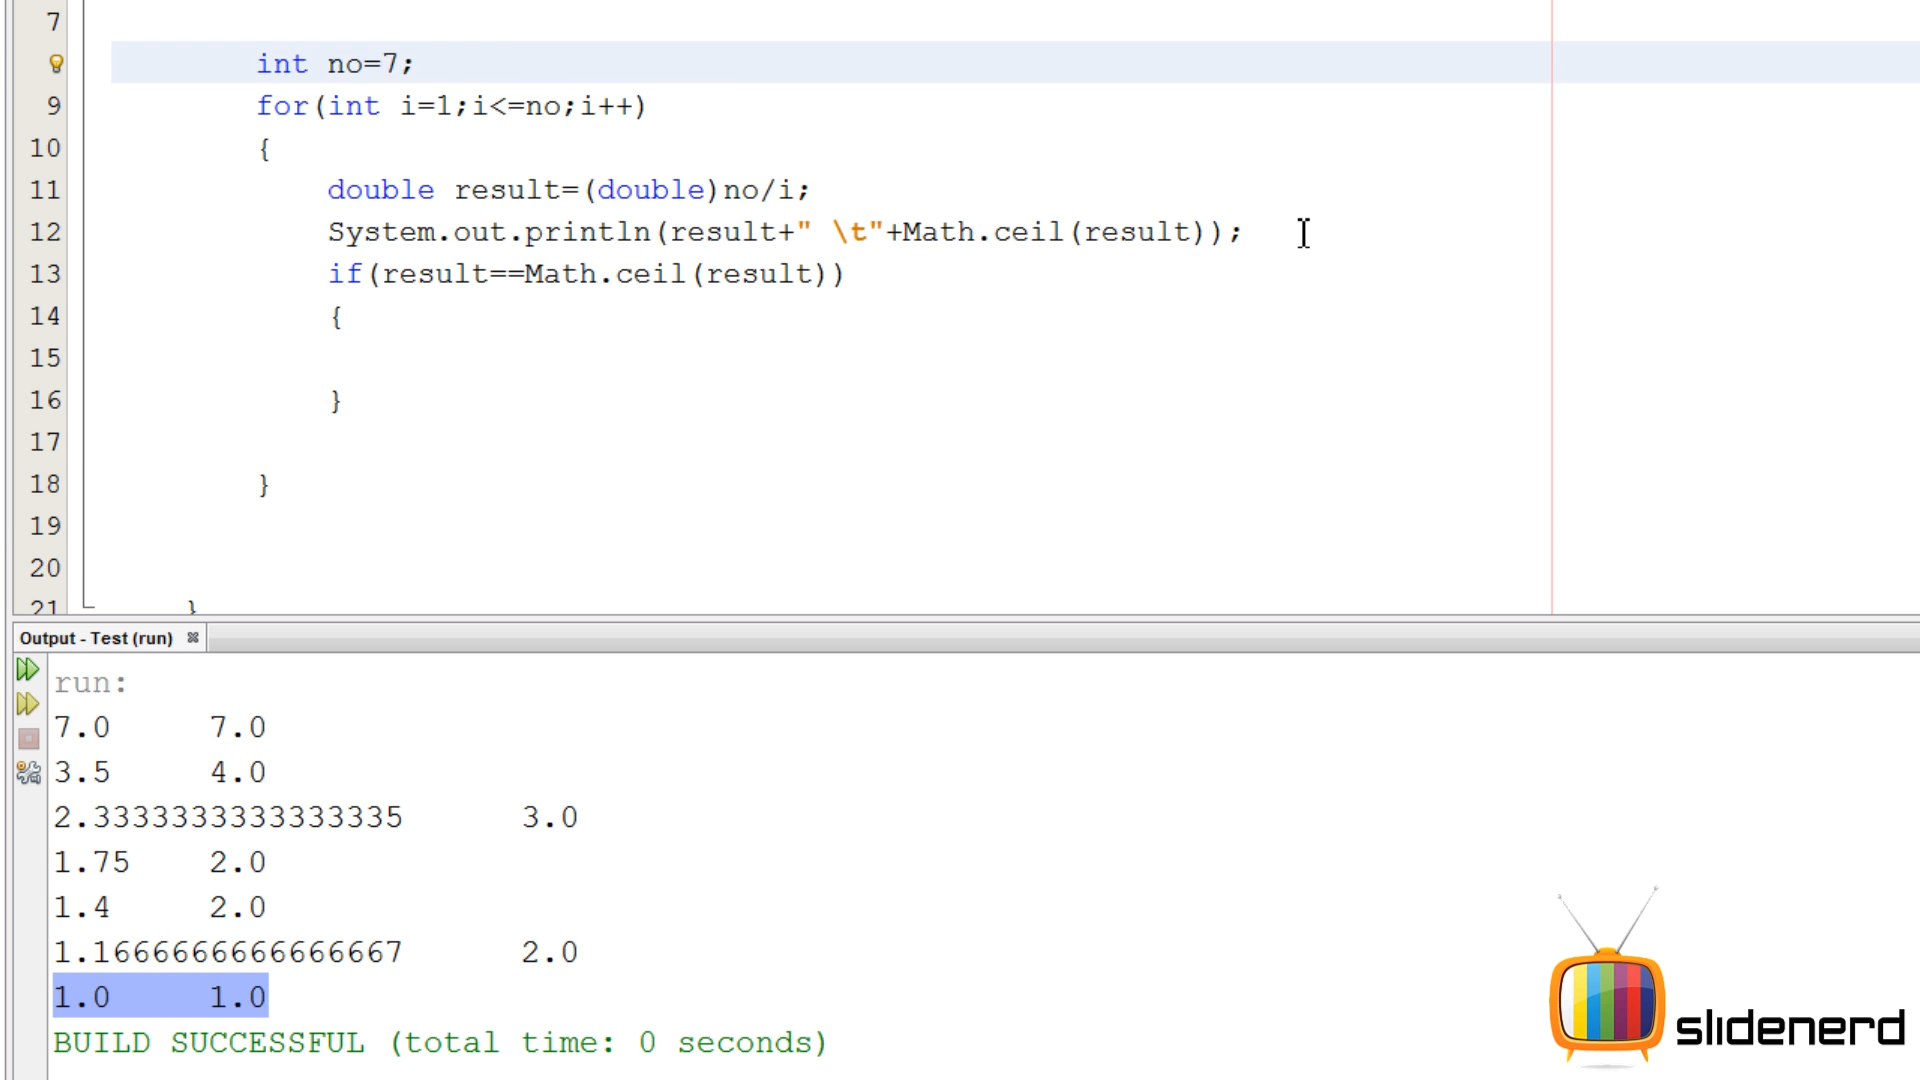 7
int no=7;
9 for(int i=1;i<=no;i++)
10 {
11 double result=(double)no/i;
12 System.out.println(result+" \t"+Math.ceil(result));
13 if(result==Math.ceil(result))
14 {
15
16 }
17
18 }
19
20
21 }
Output - Test (run)
run:
7.0 7.0
3.5 4.0
2.3333333333333335 3.0
1.75 2.0
1.4 2.0
1.1666666666666667 2.0
1.0 1.0
BUILD SUCCESSFUL (total time: 0 seconds)
slidenerd